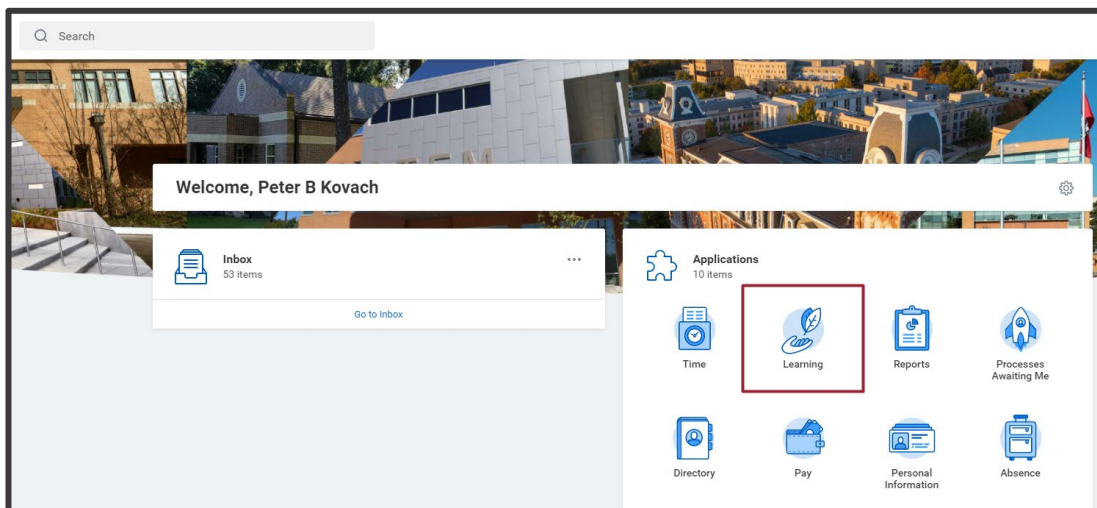 Search
Welcome, Peter B Kovach
Inbox
53 items
Go to Inbox
Applications
10 items
Time
Learning
Reports
Processes
Awaiting Me
Directory
Pay
Personal
Information
Absence